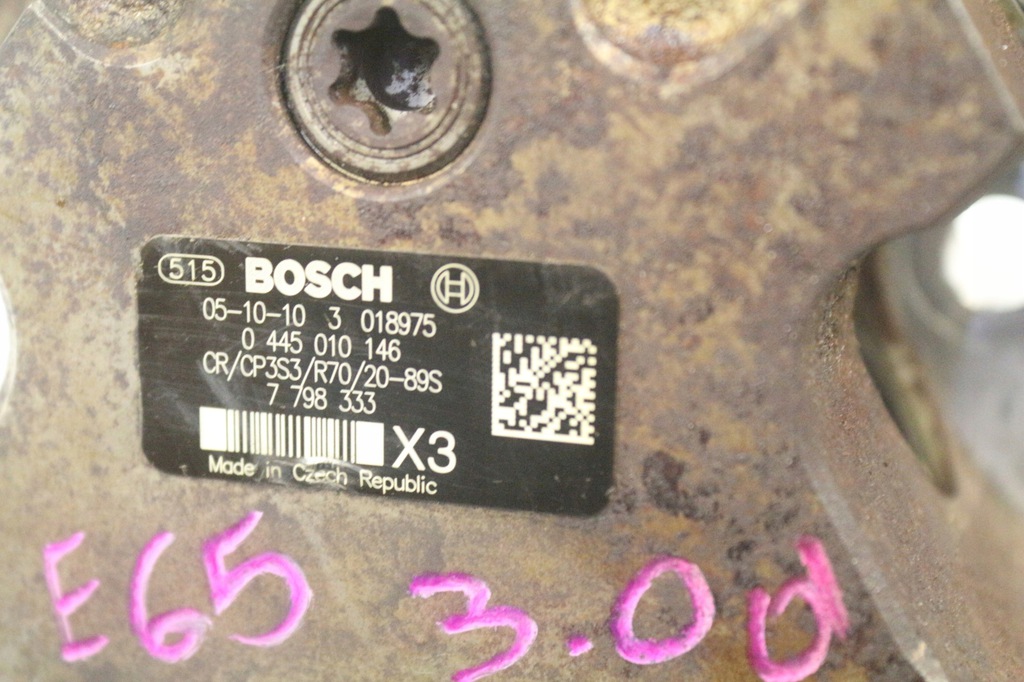 515 BOSCH
05-10-10 3 018975
0 445 010 146
CR/CP3S3/R70/20-89S
7 798 333
X3
Made in Czech Republic
E65 3.0d